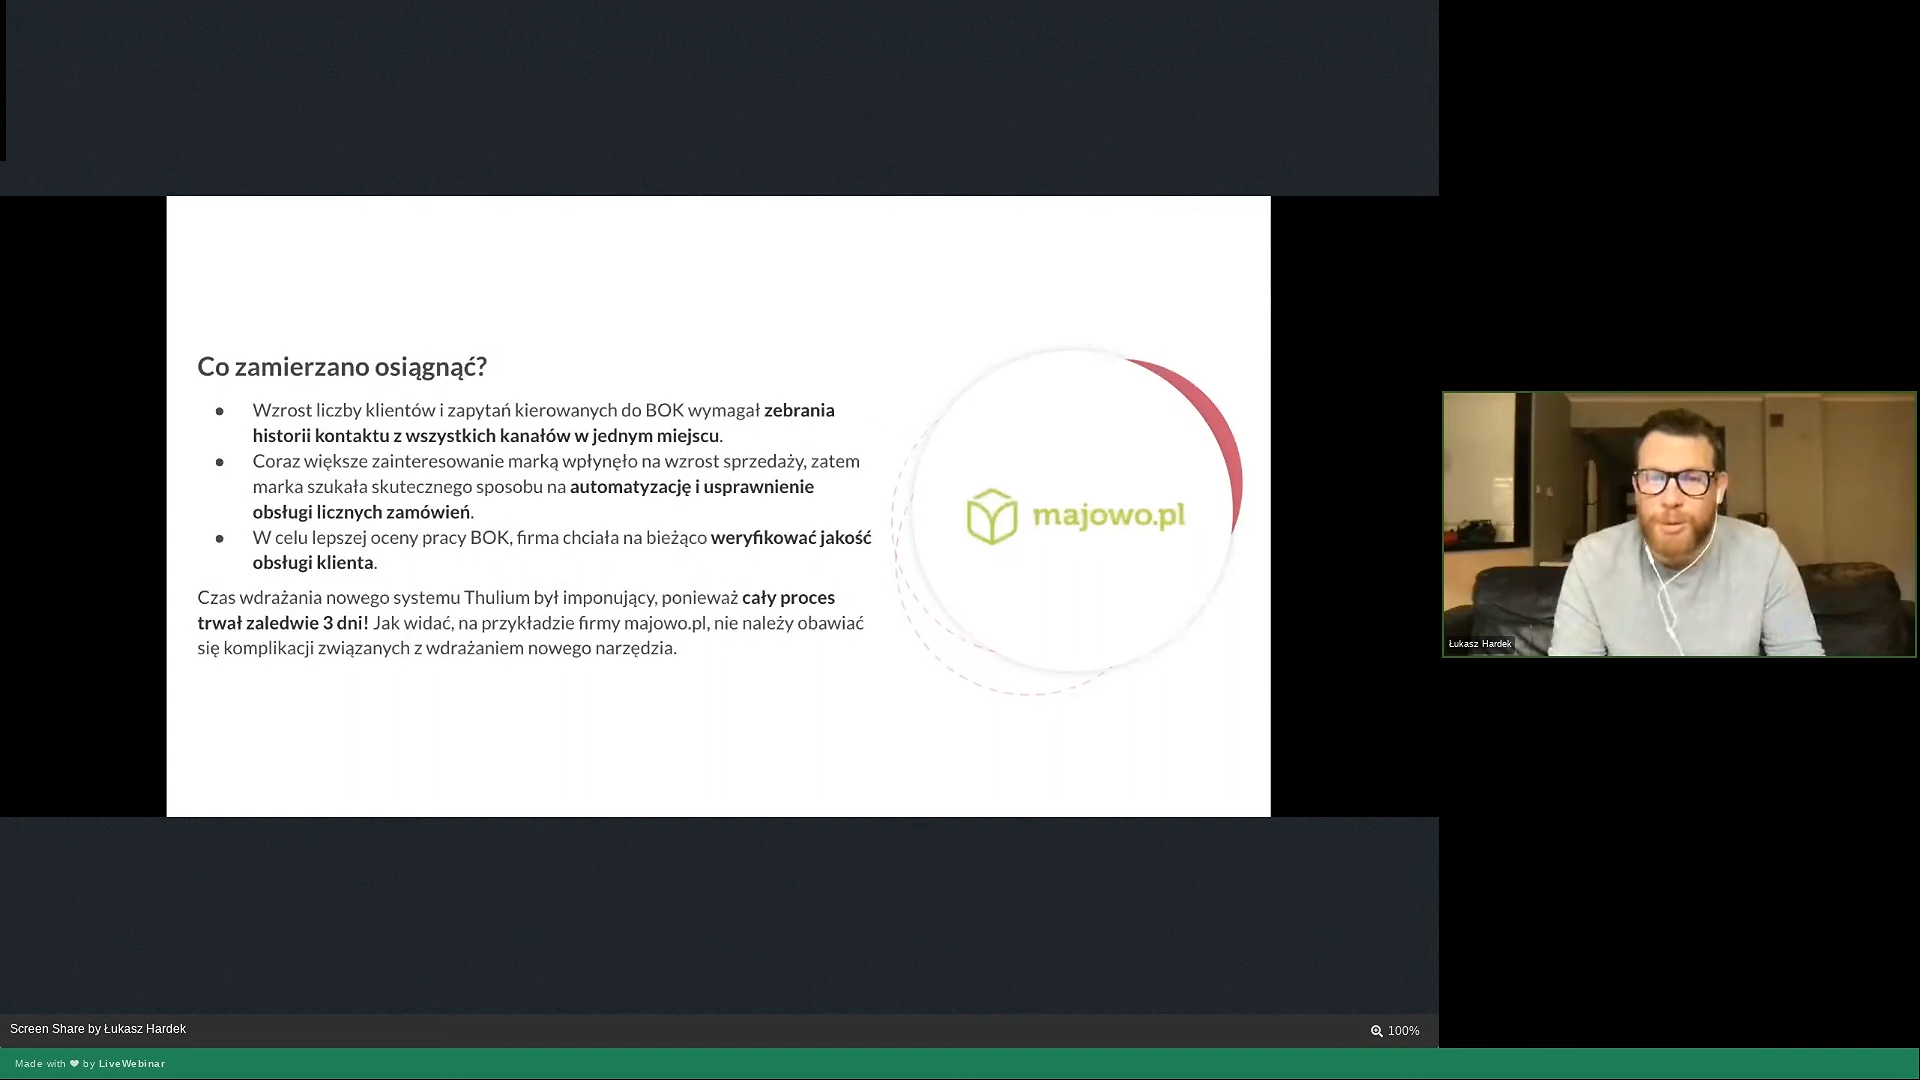 Co zamierzano osiągnąć?
● Wzrost liczby klientów i zapytań kierowanych do BOK wymagał zebrania
historii kontaktu z wszystkich kanałów w jednym miejscu.
● Coraz większe zainteresowanie marką wpłynęło na wzrost sprzedaży, zatem
marka szukała skutecznego sposobu na automatyzację i usprawnienie
obsługi licznych zamówień.
● W celu lepszej oceny pracy BOK, firma chciała na bieżąco weryfikować jakość
obsługi klienta.
Czas wdrażania nowego systemu Thulium był imponujący, ponieważ cały proces
trwał zaledwie 3 dni! Jak widać, na przykładzie firmy majowo.pl, nie należy obawiać
się komplikacji związanych z wdrażaniem nowego narzędzia.
majowo.pl
Łukasz Hardek
Screen Share by Łukasz Hardek
100%
Made with ♥ by LiveWebinar